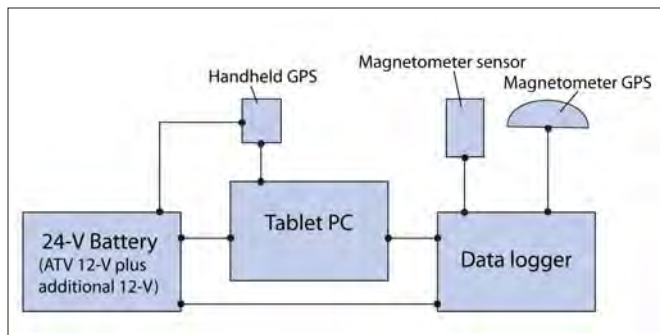 Handheld GPS
Magnetometer sensor
Magnetometer GPS
Tablet PC
24-V Battery
(ATV 12-V plus
additional 12-V)
Data logger